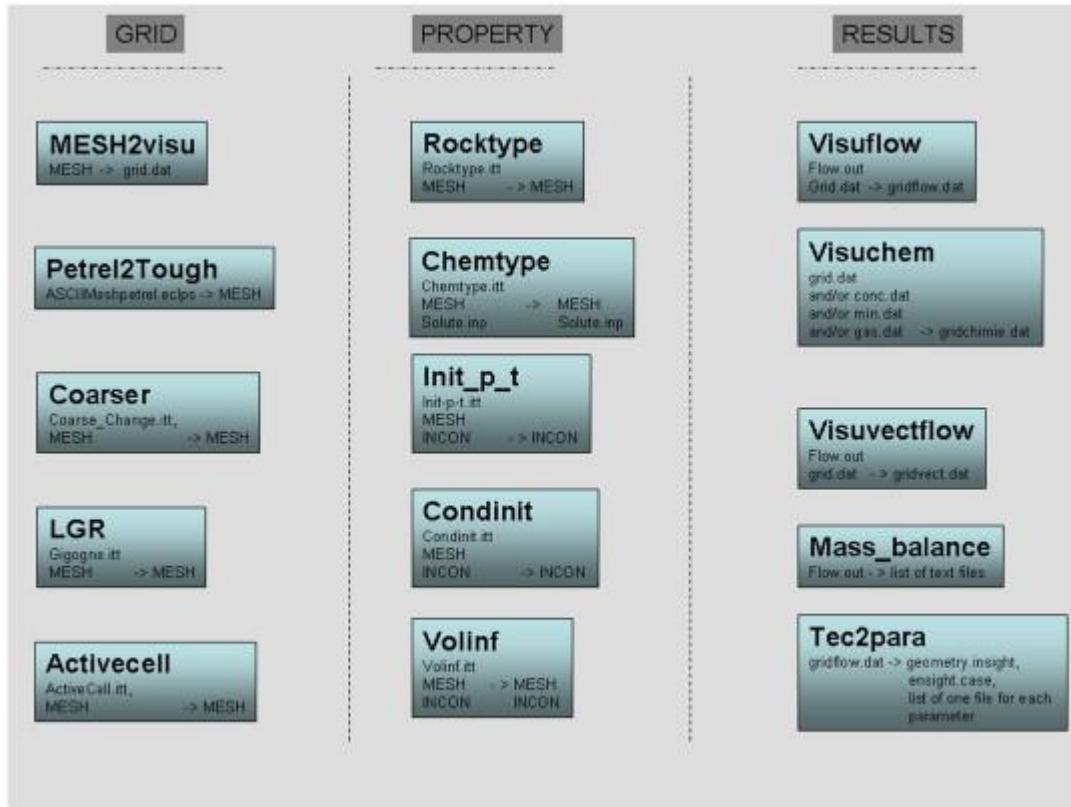 GRID
MESH2visu
MESH -> grid.dat
Petrel2Tough
ASCIIMeshpetrel.eclps -> MESH
Coarser
Coarse_Change.itt,
MESH -> MESH
LGR
Gigogne.itt
MESH -> MESH
Activecell
ActiveCell.itt,
MESH -> MESH
PROPERTY
Rocktype
Rocktype.itt
MESH - > MESH
Chemtype
Chemtype.itt
MESH -> MESH
Solute.inp Solute.inp
Init_p_t
Init-p-t.itt
MESH
INCON - > INCON
Condinit
Condinit.itt
MESH
INCON -> INCON
Volinf
Volinf.itt
MESH - > MESH
INCON INCON
RESULTS
Visuflow
Flow.out
Grid.dat -> gridflow.dat
Visuchem
grid.dat
and/or conc.dat
and/or min.dat
and/or gas.dat -> gridchimie.dat
Visuvectflow
Flow.out
grid.dat -> gridvect.dat
Mass_balance
Flow.out - > list of text files
Tec2para
gridflow.dat -> geometry.insight,
ensight.case,
list of one file for each
parameter